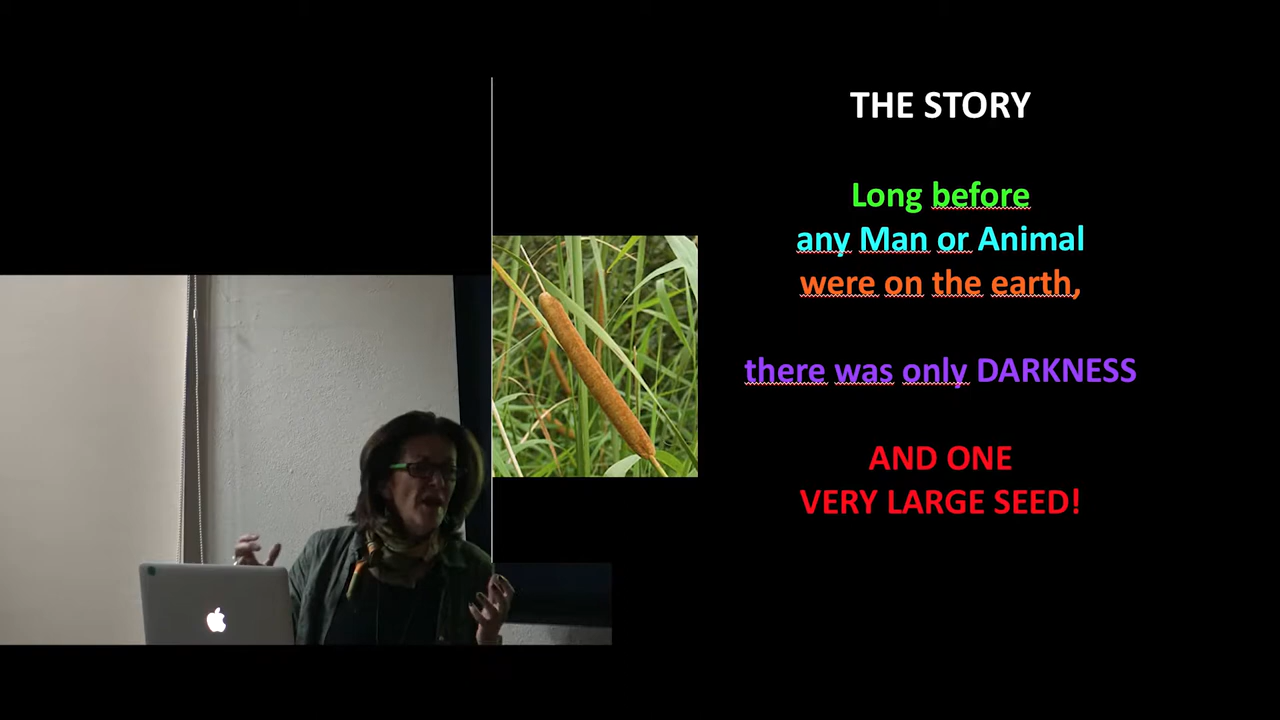 THE STORY
Long before
any Man or Animal
were on the earth,
there was only DARKNESS
AND ONE
VERY LARGE SEED!